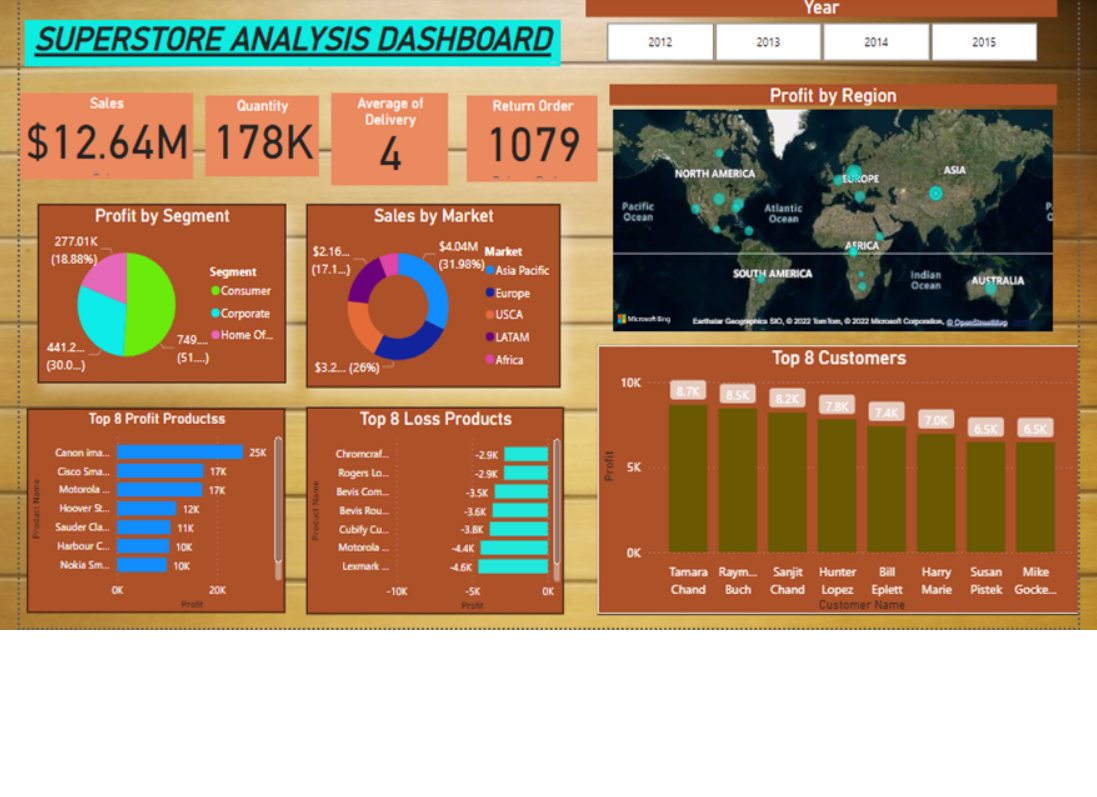 SUPERSTORE ANALYSIS DASHBOARD
Year
2012
2013
2014
2015
Sales
$12.64M
Quantity
178K
Average of
Delivery
4
Return Order
1079
Profit by Region
NORTH AMERICA
EUROPE
ASIA
Pacific
Ocean
Atlantic
Ocean
AFRICA
SOUTH AMERICA
Indian
Ocean
AUSTRALIA
Microsoft Bing
Earthstar Geographics SIO, © 2022 TomTom, © 2022 Microsoft Corporation, © OpenStreetMap
Profit by Segment
277.01K
(18.88%)
441.2...
(30.0...)
749....
(51....)
Segment
Consumer
Corporate
Home Of...
Sales by Market
$2.16...
(17.1...)
$4.04M
(31.98%)
$3.2... (26%)
Market
Asia Pacific
Europe
USCA
LATAM
Africa
Top 8 Profit Productss
Product Name
Canon ima...
25K
Cisco Sma...
17K
Motorola ...
17K
Hoover St...
12K
Sauder Cla...
11K
Harbour C...
10K
Nokia Sm...
10K
0K
20K
Profit
Top 8 Loss Products
Product Name
Chromcraf...
-2.9K
Rogers Lo...
-2.9K
Bevis Com...
-3.5K
Bevis Rou...
-3.6K
Cubify Cu...
-3.8K
Motorola ...
-4.4K
Lexmark ...
-4.6K
-10K
-5K
0K
Profit
Top 8 Customers
Profit
10K
5K
0K
8.7K
8.5K
8.2K
7.8K
7.4K
7.0K
6.5K
6.5K
Tamara
Chand
Raym...
Buch
Sanjit
Chand
Hunter
Lopez
Bill
Eplett
Harry
Marie
Susan
Pistek
Mike
Gocke...
Customer Name